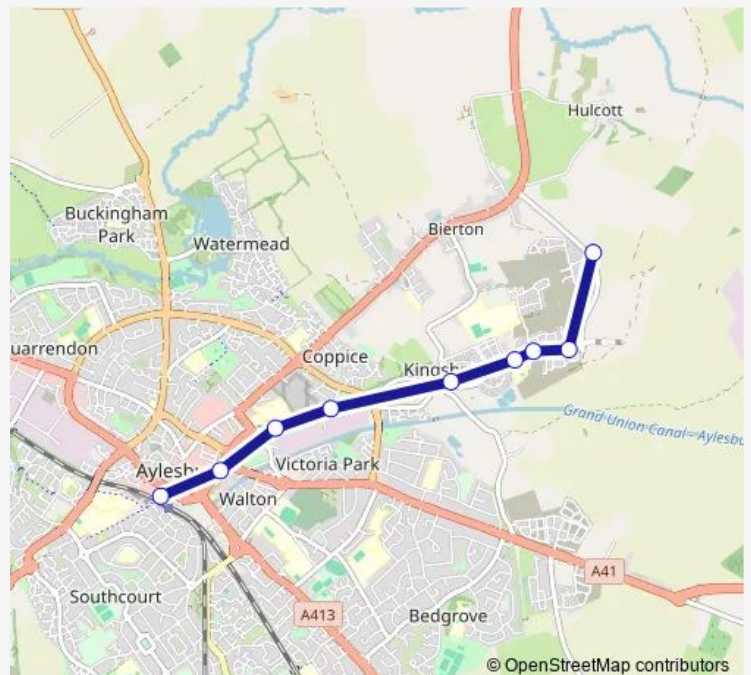 Hulcott
Buckingham
Park
Bierton
Watermead
uarrendon
Coppice
Kingsb
Grand Union Canal - Aylesbu
Aylesb
Victoria Park
Walton
A41
Southcourt
A413
Bedgrove
© OpenStreetMap contributors